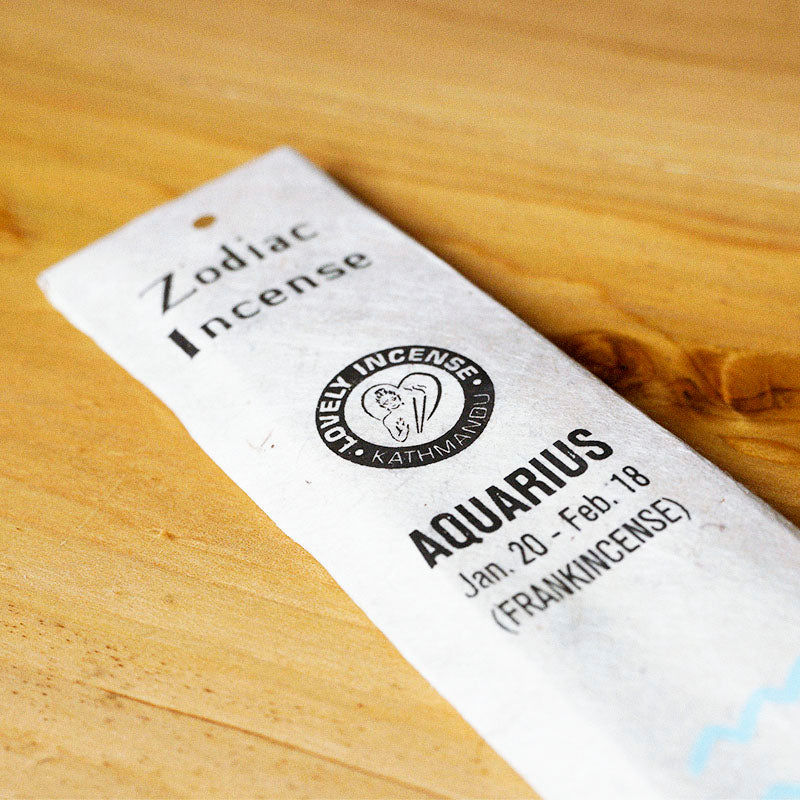 Zodiac
Incense
• LOVELY INCENSE •
KATHMANDU
AQUARIUS
Jan. 20 - Feb. 18
(FRANKINCENSE)